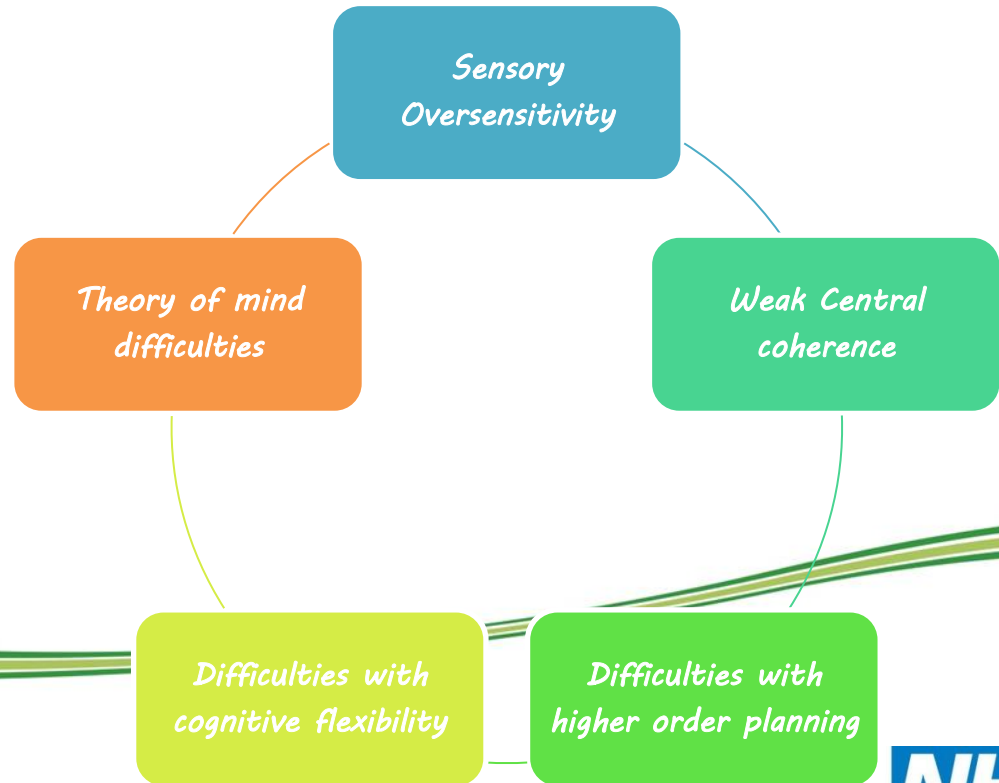 Sensory
Oversensitivity
Theory of mind
difficulties
Weak Central
coherence
Difficulties with
cognitive flexibility
Difficulties with
higher order planning